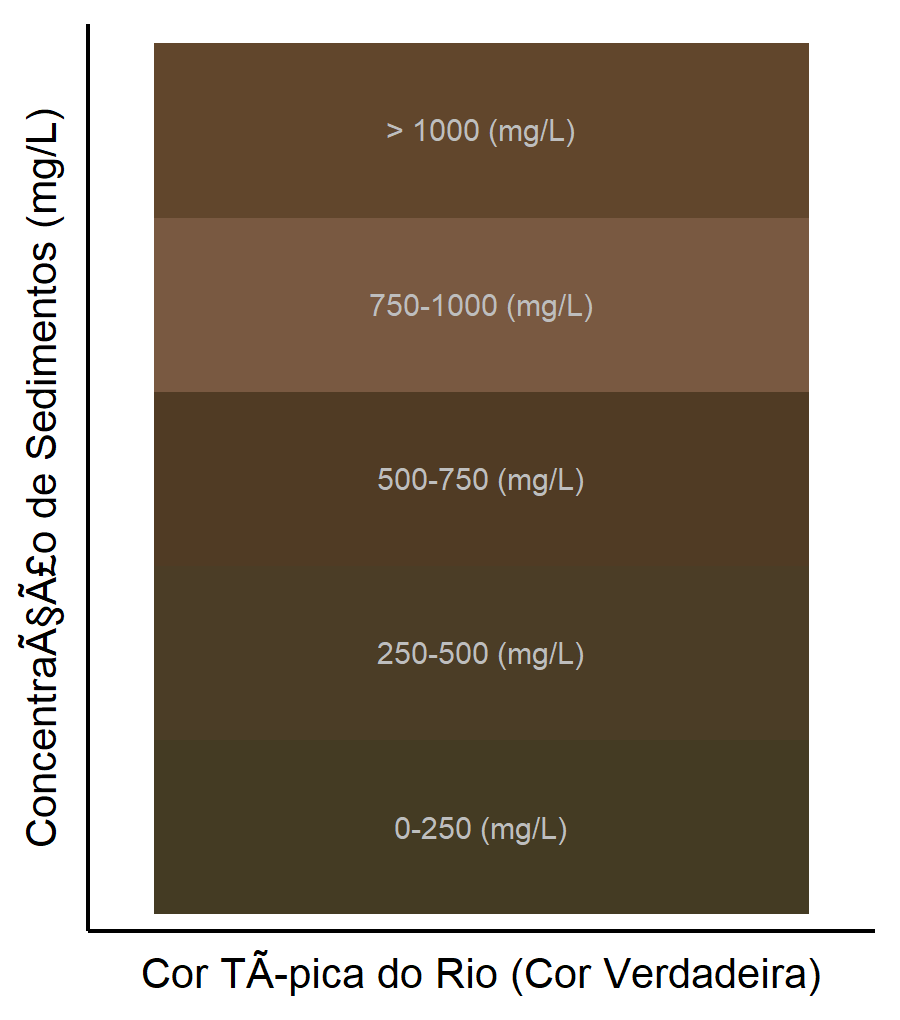 ConcentraÃ§Ã£o de Sedimentos (mg/L)
> 1000 (mg/L)
750-1000 (mg/L)
500-750 (mg/L)
250-500 (mg/L)
0-250 (mg/L)
Cor TÃ-pica do Rio (Cor Verdadeira)